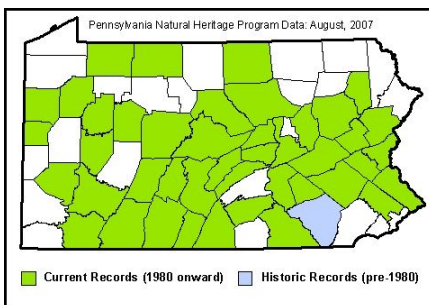 Pennsylvania Natural Heritage Program Data: August, 2007
Current Records (1980 onward) Historic Records (pre-1980)